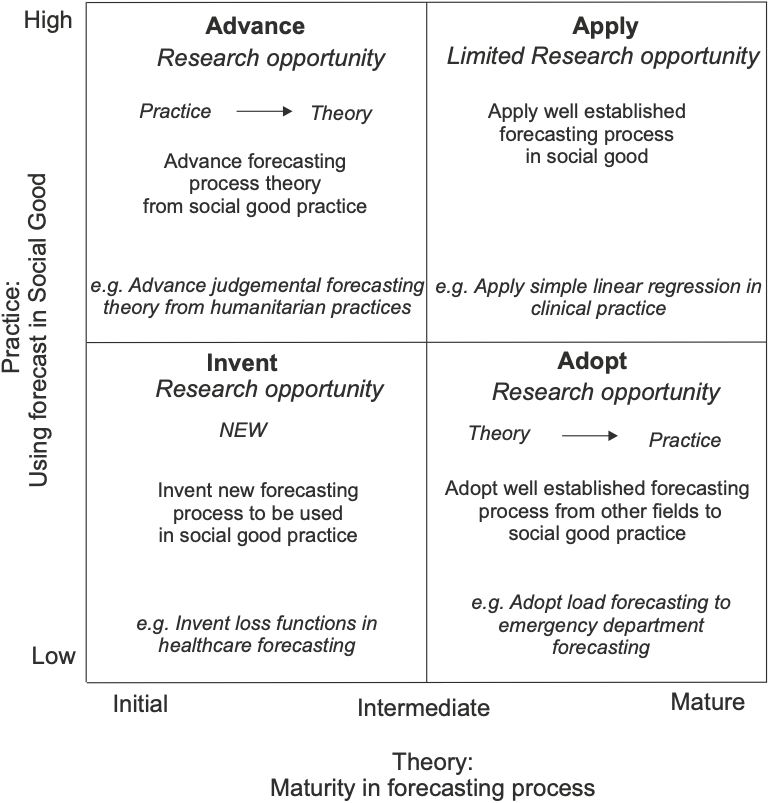 High
Practice:
Using forecast in Social Good
Low
Advance
Research opportunity
Practice Theory
Advance forecasting
process theory
from social good practice
e.g. Advance judgemental forecasting
theory from humanitarian practices
Apply
Limited Research opportunity
Apply well established
forecasting process
in social good
e.g. Apply simple linear regression in
clinical practice
Invent
Research opportunity
NEW
Invent new forecasting
process to be used
in social good practice
e.g. Invent loss functions in
healthcare forecasting
Adopt
Research opportunity
Theory Practice
Adopt well established forecasting
process from other fields to
social good practice
e.g. Adopt load forecasting to
emergency department
forecasting
Initial Intermediate Mature
Theory:
Maturity in forecasting process